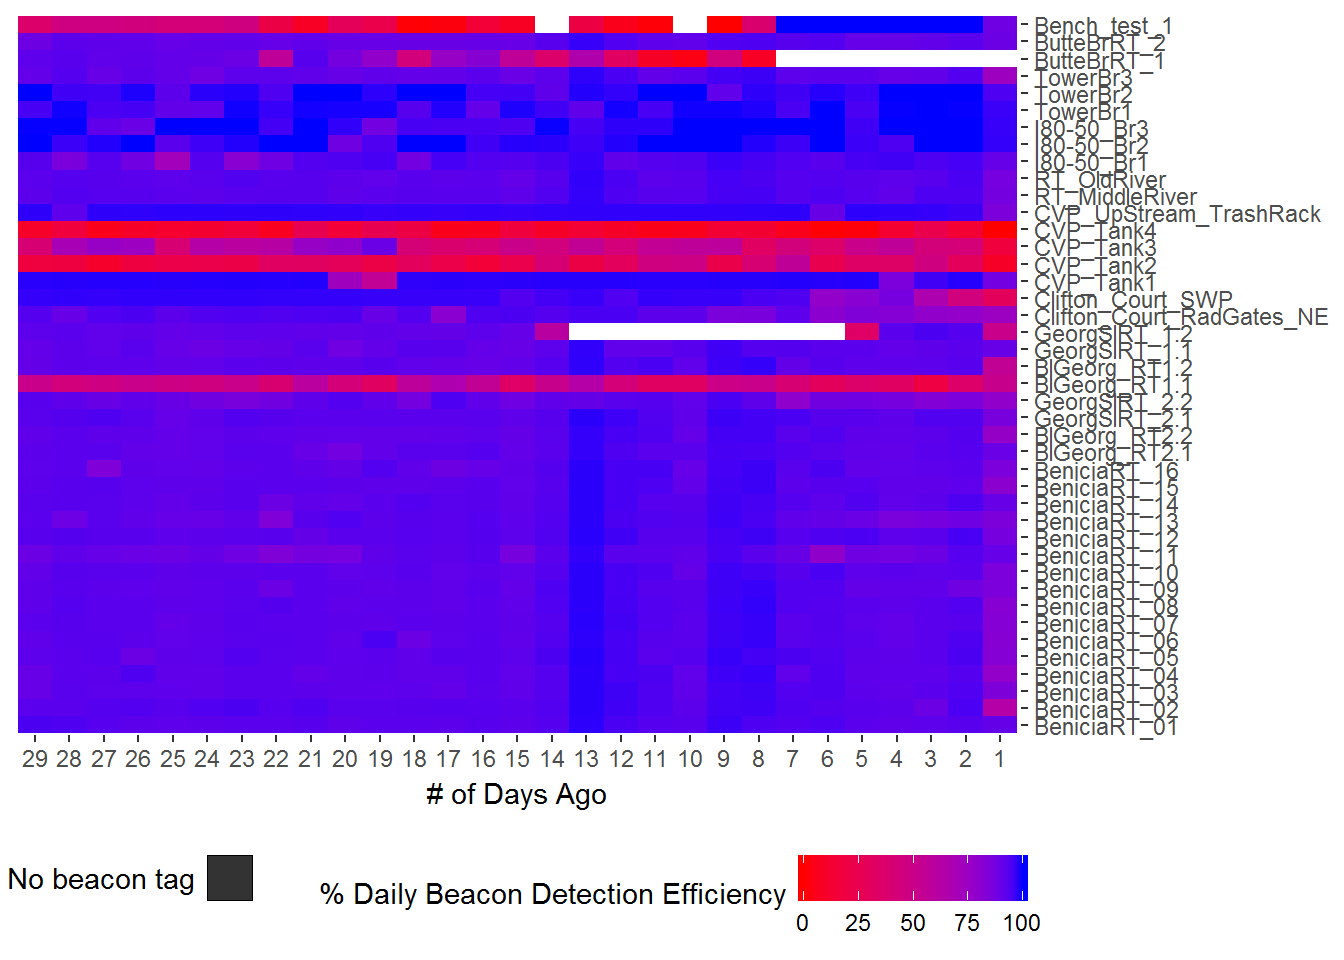 Bench_test_1
ButteBrRT_2
ButteBrRT_1
TowerBr3
TowerBr2
TowerBr1
I80-50_Br3
I80-50_Br2
I80-50_Br1
RT_OldRiver
RT_MiddleRiver
CVP_UpStream_TrashRack
CVP_Tank4
CVP_Tank3
CVP_Tank2
CVP_Tank1
Clifton_Court_SWP
Clifton_Court_RadGates_NE
GeorgSlRT_1.2
GeorgSlRT_1.1
BlGeorg_RT1.2
BlGeorg_RT1.1
GeorgSlRT_2.2
GeorgSlRT_2.1
BlGeorg_RT2.2
BlGeorg_RT2.1
BeniciaRT_16
BeniciaRT_15
BeniciaRT_14
BeniciaRT_13
BeniciaRT_12
BeniciaRT_11
BeniciaRT_10
BeniciaRT_09
BeniciaRT_08
BeniciaRT_07
BeniciaRT_06
BeniciaRT_05
BeniciaRT_04
BeniciaRT_03
BeniciaRT_02
BeniciaRT_01
29 28 27 26 25 24 23 22 21 20 19 18 17 16 15 14 13 12 11 10 9 8 7 6 5 4 3 2 1
# of Days Ago
No beacon tag
% Daily Beacon Detection Efficiency
0 25 50 75 100